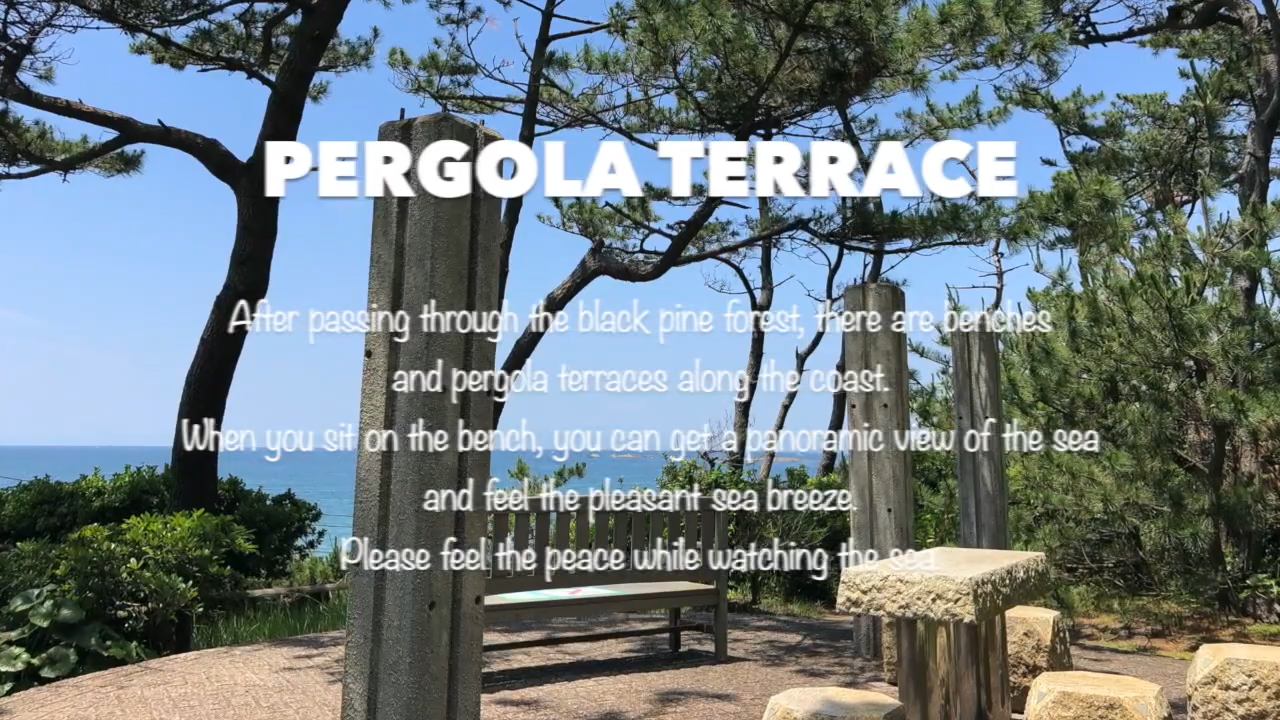 PERGOLA TERRACE
After passing through the black pine forest, there are benches
and pergola terraces along the coast.
When you sit on the bench, you can get a panoramic view of the sea
and feel the pleasant sea breeze.
Please feel the peace while watching the sea.